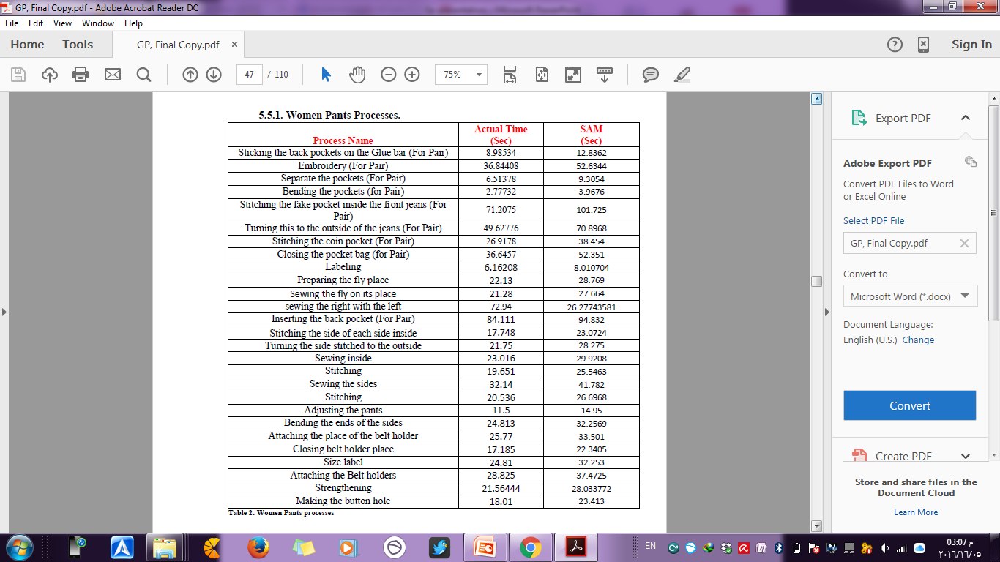 GP, Final Copy.pdf - Adobe Acrobat Reader DC
File Edit View Window Help
Home Tools GP, Final Copy.pdf × Sign In
47 / 110 75%
5.5.1. Women Pants Processes.
Process Name Actual Time (Sec) SAM (Sec)
Sticking the back pockets on the Glue bar (For Pair) 8.98534 12.8362
Embroidery (For Pair) 36.84408 52.6344
Separate the pockets (For Pair) 6.51378 9.3054
Bending the pockets (for Pair) 2.77732 3.9676
Stitching the fake pocket inside the front jeans (For Pair) 71.2075 101.725
Turning this to the outside of the jeans (For Pair) 49.62776 70.8968
Stitching the coin pocket (For Pair) 26.9178 38.454
Closing the pocket bag (for Pair) 36.6457 52.351
Labeling 6.16208 8.010704
Preparing the fly place 22.13 28.769
Sewing the fly on its place 21.28 27.664
sewing the right with the left 72.94 26.27743581
Inserting the back pocket (For Pair) 84.111 94.832
Stitching the side of each side inside 17.748 23.0724
Turning the side stitched to the outside 21.75 28.275
Sewing inside 23.016 29.9208
Stitching 19.651 25.5463
Sewing the sides 32.14 41.782
Stitching 20.536 26.6968
Adjusting the pants 11.5 14.95
Bending the ends of the sides 24.813 32.2569
Attaching the place of the belt holder 25.77 33.501
Closing belt holder place 17.185 22.3405
Size label 24.81 32.253
Attaching the Belt holders 28.825 37.4725
Strengthening 21.56444 28.033772
Making the button hole 18.01 23.413
Table 2: Women Pants processes
Export PDF
Adobe Export PDF
Convert PDF Files to Word
or Excel Online
Select PDF File
GP, Final Copy.pdf
Convert to
Microsoft Word (*.docx)
Document Language:
English (U.S.) Change
Convert
Create PDF
Store and share files in the
Document Cloud
Learn More
EN
03:07 م
٢٠١٦/١٦/٠٥